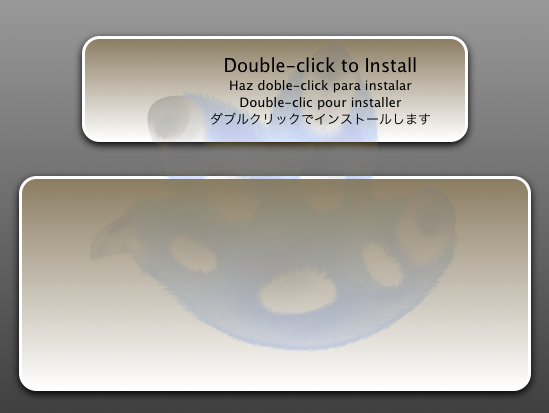 Double-click to Install
Haz doble-click para instalar
Double-clic pour installer
ダブルクリックでインストールします